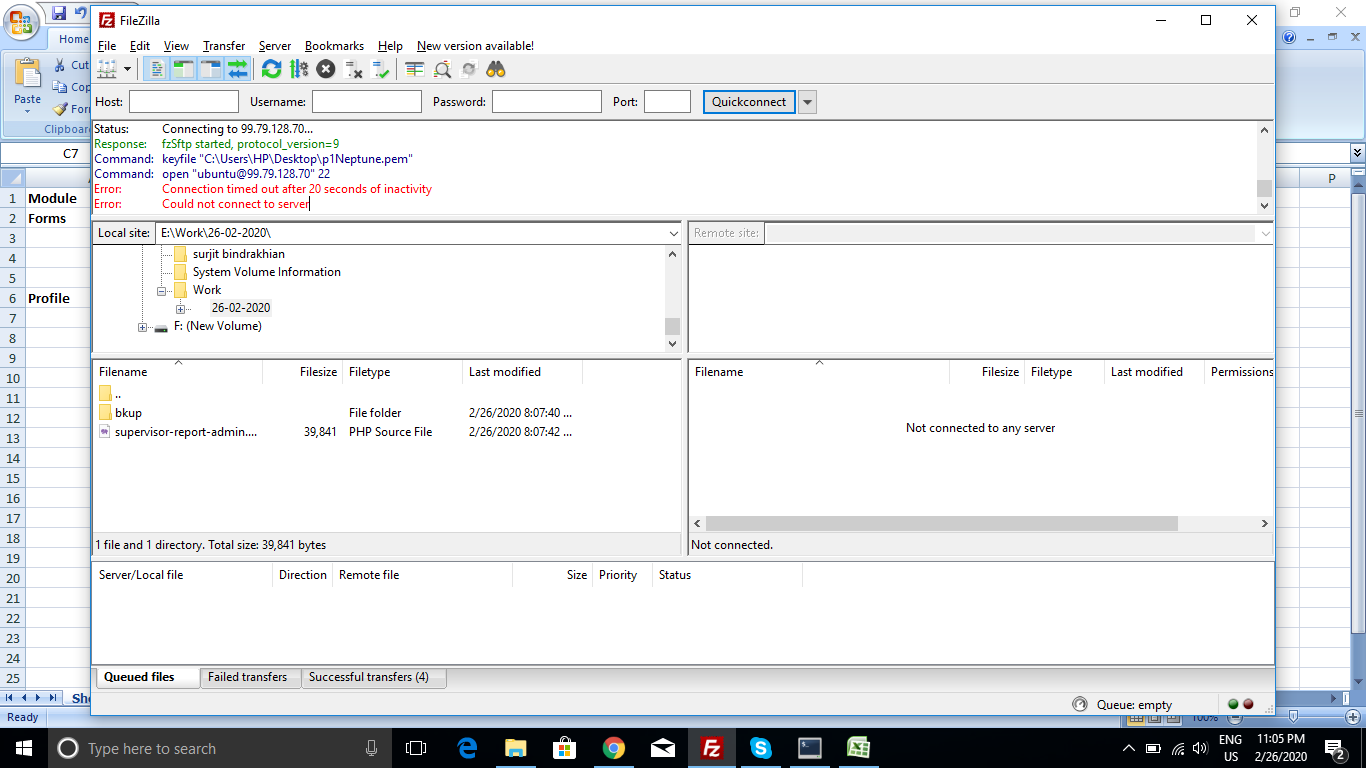 FileZilla
File Edit View Transfer Server Bookmarks Help New version available!
Host: Username: Password: Port: Quickconnect
Status: Connecting to 99.79.128.70...
Response: fzSftp started, protocol_version=9
Command: keyfile "C:\Users\HP\Desktop\p1Neptune.pem"
Command: open "ubuntu@99.79.128.70" 22
Error: Connection timed out after 20 seconds of inactivity
Error: Could not connect to server
Local site: E:\Work\26-02-2020\
Remote site:
surjit bindrakhian
System Volume Information
Work
26-02-2020
F: (New Volume)
Filename Filesize Filetype Last modified
..
bkup File folder 2/26/2020 8:07:40 ...
supervisor-report-admin.... 39,841 PHP Source File 2/26/2020 8:07:42 ...
1 file and 1 directory. Total size: 39,841 bytes
Filename Filesize Filetype Last modified Permissions
Not connected to any server
Not connected.
Server/Local file Direction Remote file Size Priority Status
Queued files Failed transfers Successful transfers (4)
Queue: empty
Home
Paste
Cut
Cop
For
Clipboard
C7
P
1 Module
2 Forms
3
4
5
6 Profile
7
8
9
10
11
12
13
14
15
16
17
18
19
20
21
22
23
24
25
She
Ready
100%
Type here to search
ENG
US
11:05 PM
2/26/2020
2